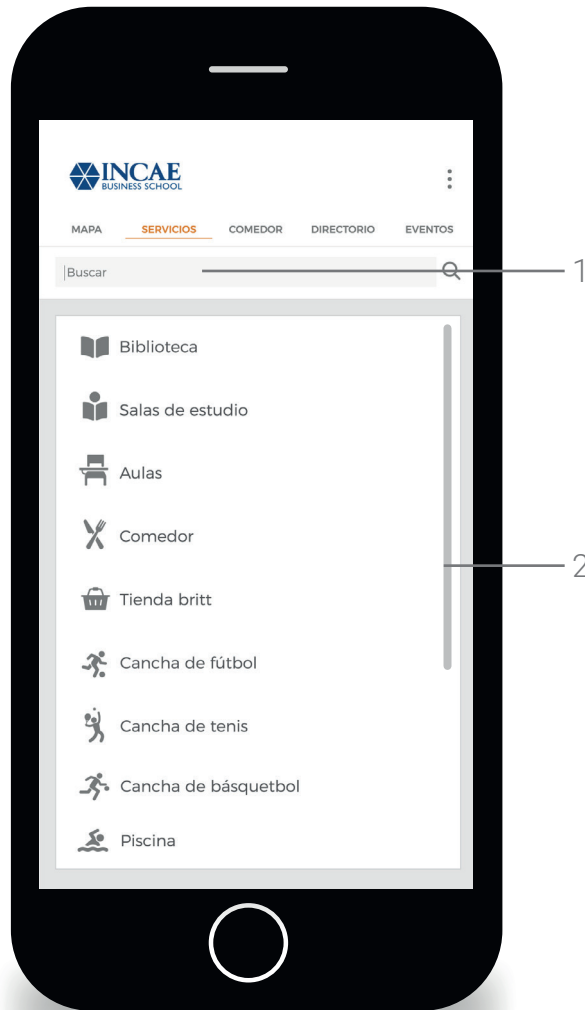 INCAE
BUSINESS SCHOOL
MAPA SERVICIOS COMEDOR DIRECTORIO EVENTOS
Buscar
1
Biblioteca
Salas de estudio
Aulas
Comedor
2
Tienda britt
Cancha de fútbol
Cancha de tenis
Cancha de básquetbol
Piscina